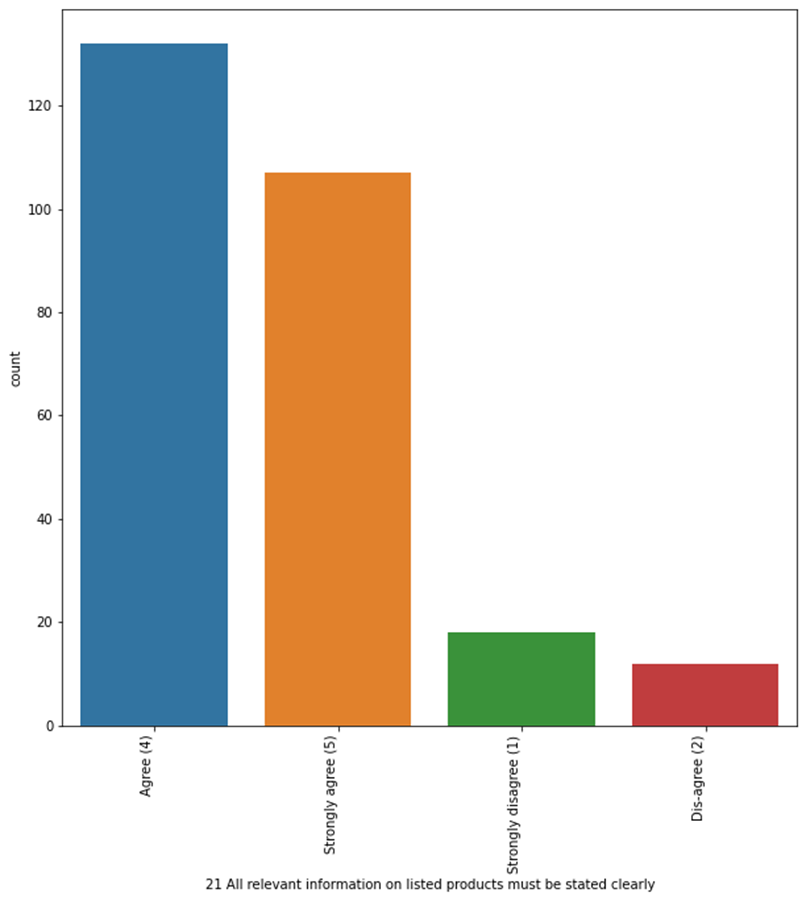 120
100
80
60
40
20
0
count
Agree (4)
Strongly agree (5)
Strongly disagree (1)
Dis-agree (2)
21 All relevant information on listed products must be stated clearly